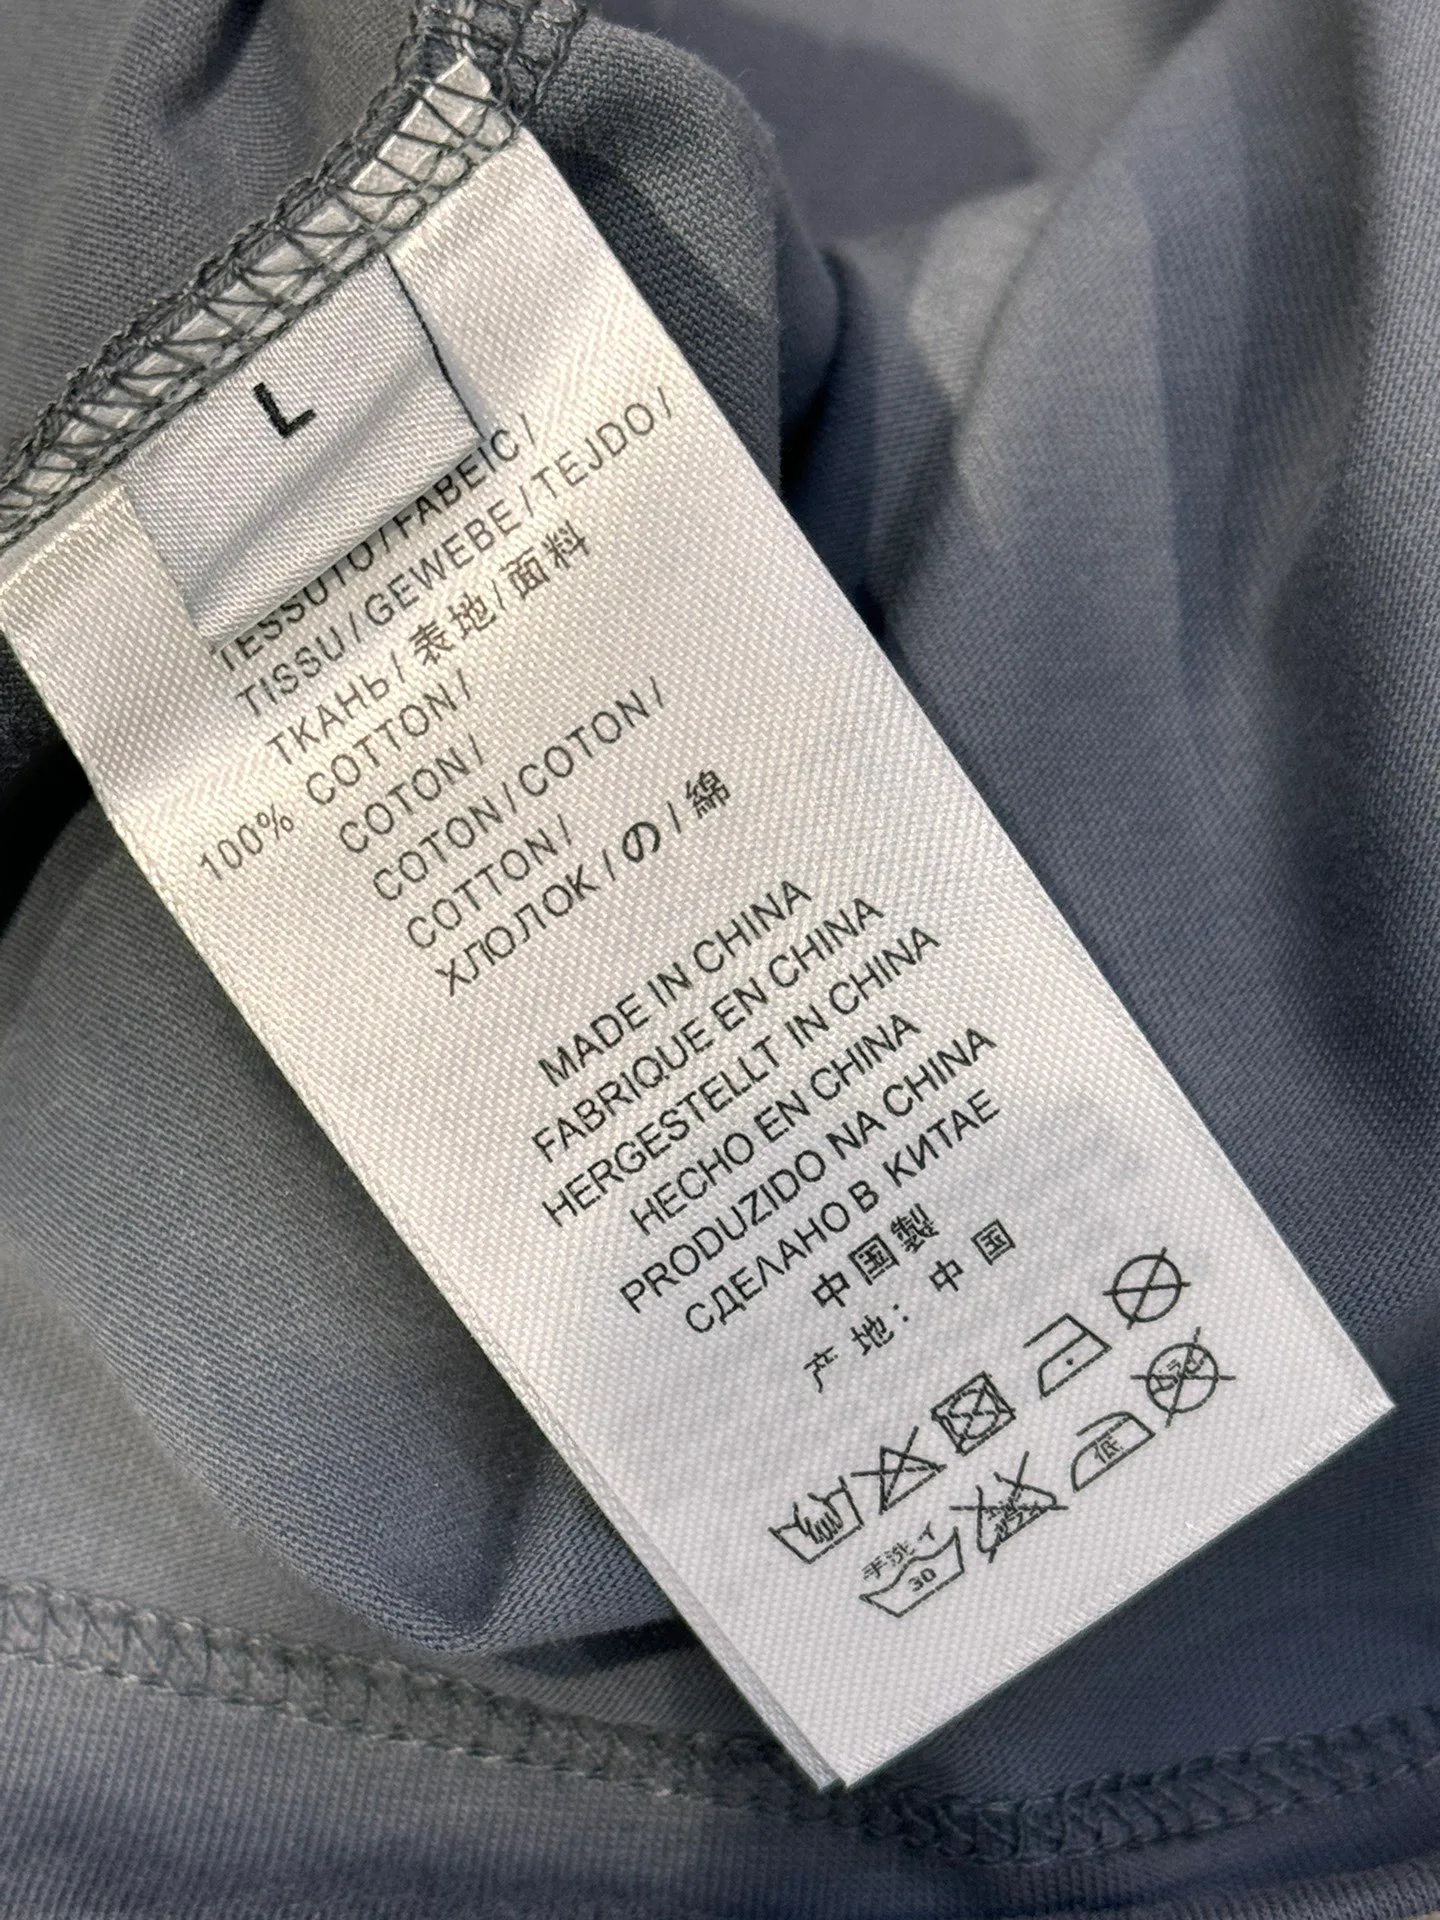 L
TESSUTO / FABEIC /
TISSU / GEWEBE / TEJDO /
ТКАНЬ / 表地 / 面料
100% COTTON /
COTON /
COTON / COTON /
COTTON /
ХЛОЛОК / の / 綿
MADE IN CHINA
FABRIQUE EN CHINA
HERGESTELLT IN CHINA
HECHO EN CHINA
PRODUZIDO NA CHINA
СДЕЛАНО В КИТАЕ
中国製
产地：中国
低
手洗イ
30